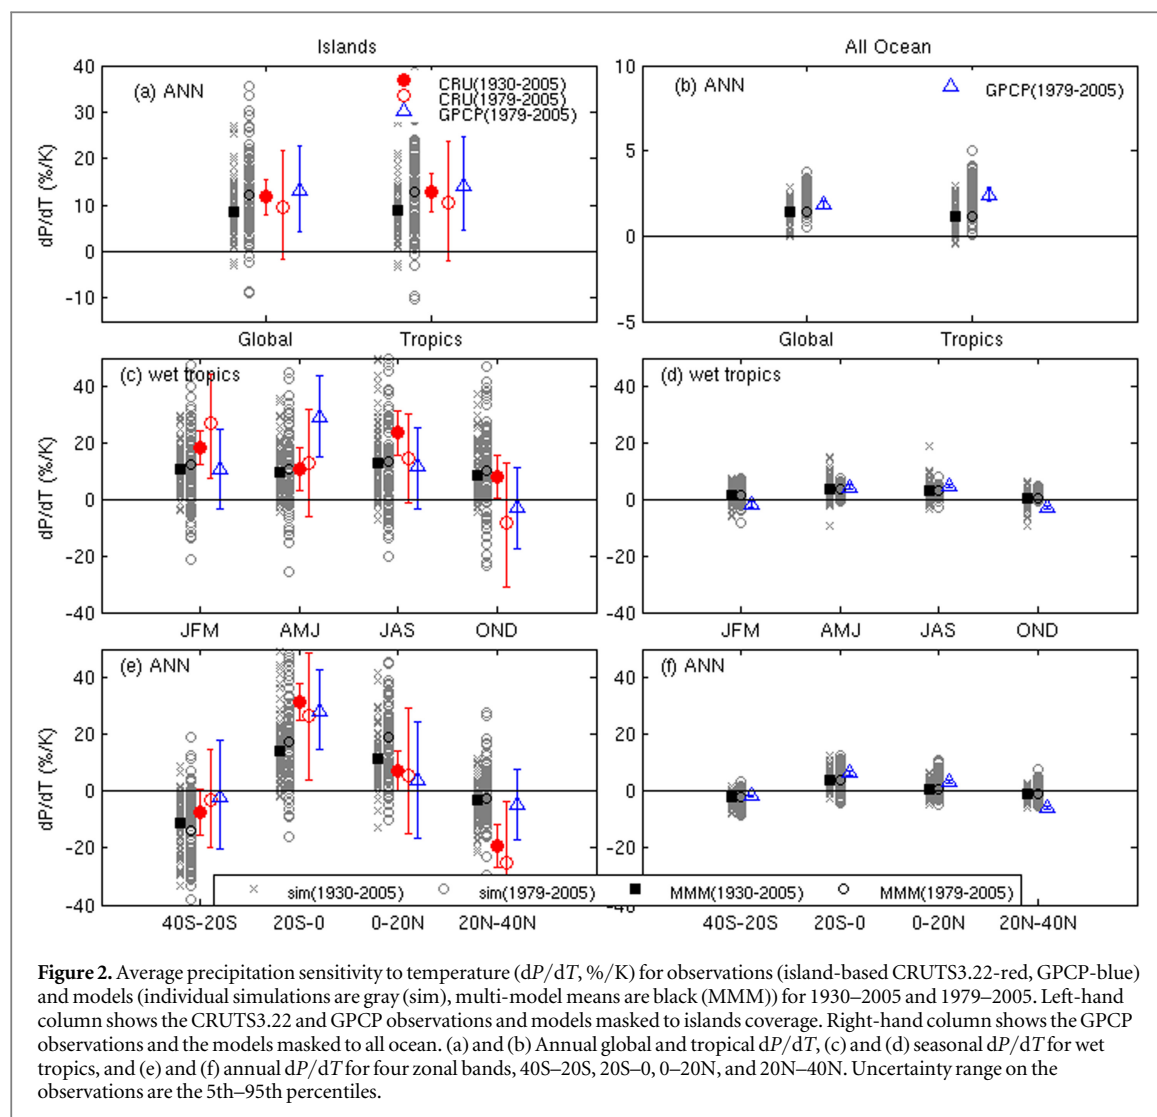 Islands
All Ocean
dP/dT (%/K)
40
30
20
10
0
-10
(a) ANN
CRU(1930-2005)
CRU(1979-2005)
GPCP(1979-2005)
Global
Tropics
10
5
0
-5
(b) ANN
GPCP(1979-2005)
Global
Tropics
dP/dT (%/K)
40
20
0
-20
-40
(c) wet tropics
JFM
AMJ
JAS
OND
40
20
0
-20
-40
(d) wet tropics
JFM
AMJ
JAS
OND
dP/dT (%/K)
40
20
0
-20
-40
(e) ANN
40S-20S
20S-0
0-20N
20N-40N
40
20
0
-20
-40
(f) ANN
40S-20S
20S-0
0-20N
20N-40N
sim(1930-2005)
sim(1979-2005)
MMM(1930-2005)
MMM(1979-2005)
Figure 2. Average precipitation sensitivity to temperature (dP/dT, %/K) for observations (island-based CRUTS3.22-red, GPCP-blue)
and models (individual simulations are gray (sim), multi-model means are black (MMM)) for 1930–2005 and 1979–2005. Left-hand
column shows the CRUTS3.22 and GPCP observations and models masked to islands coverage. Right-hand column shows the GPCP
observations and the models masked to all ocean. (a) and (b) Annual global and tropical dP/dT, (c) and (d) seasonal dP/dT for wet
tropics, and (e) and (f) annual dP/dT for four zonal bands, 40S–20S, 20S–0, 0–20N, and 20N–40N. Uncertainty range on the
observations are the 5th–95th percentiles.